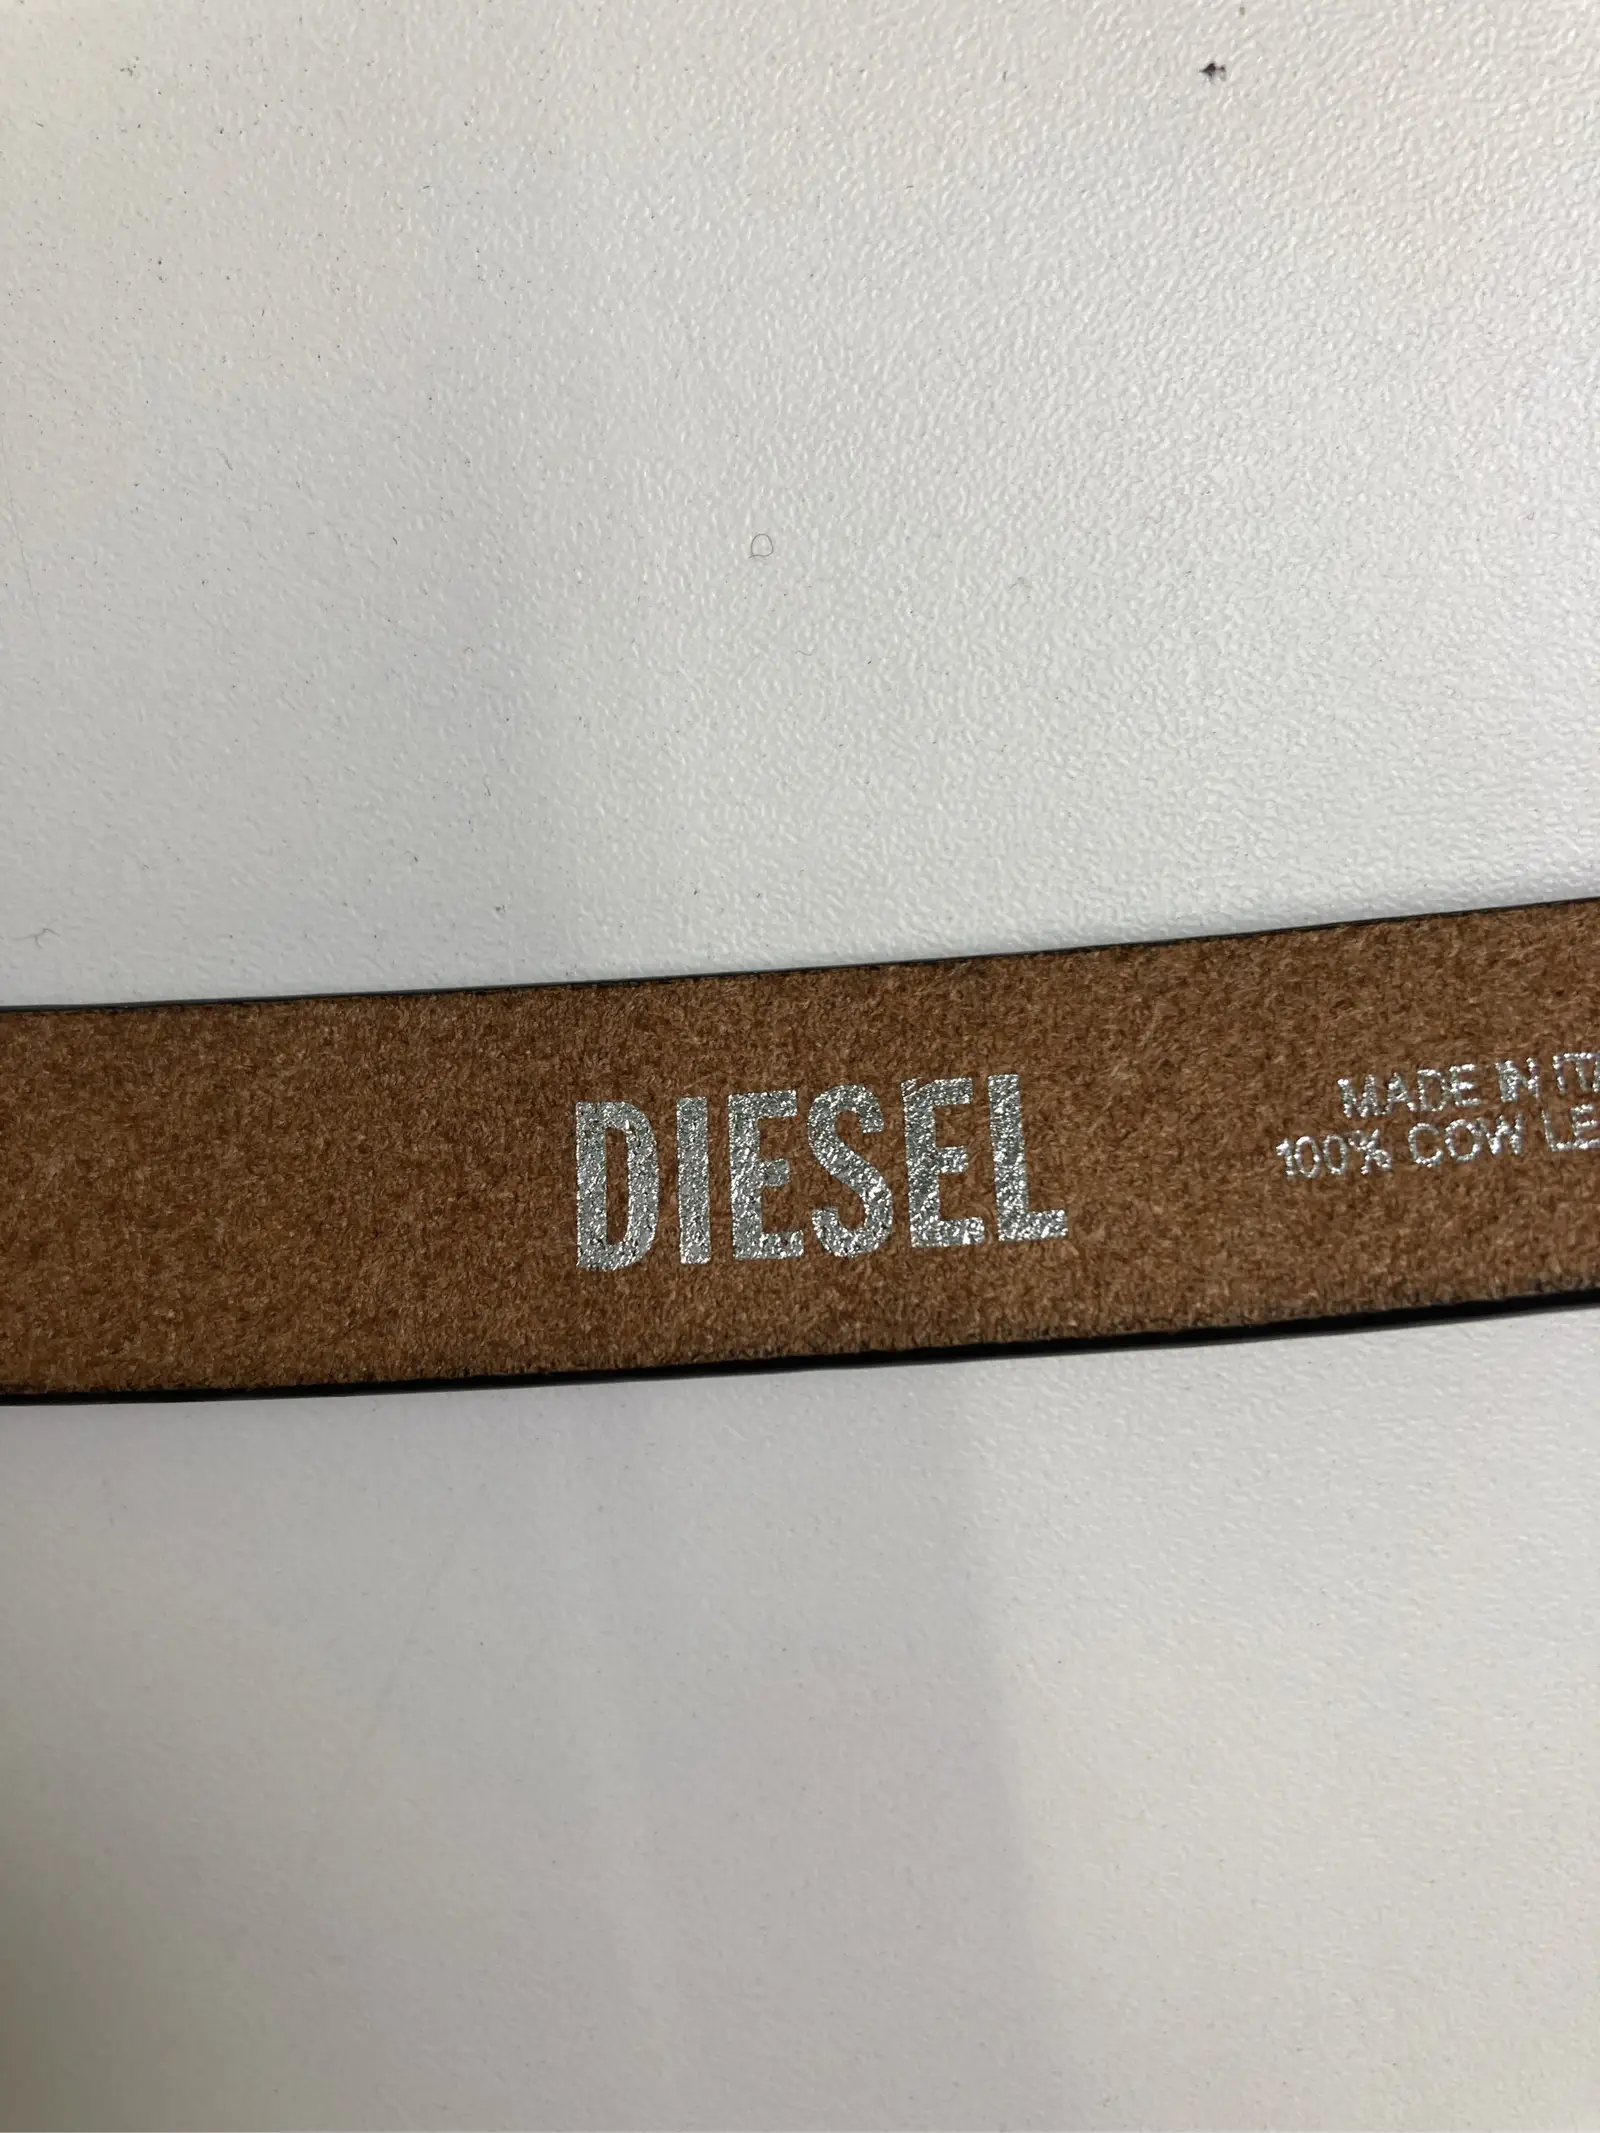 DIESEL
MADE IN ITA
100% COW LE